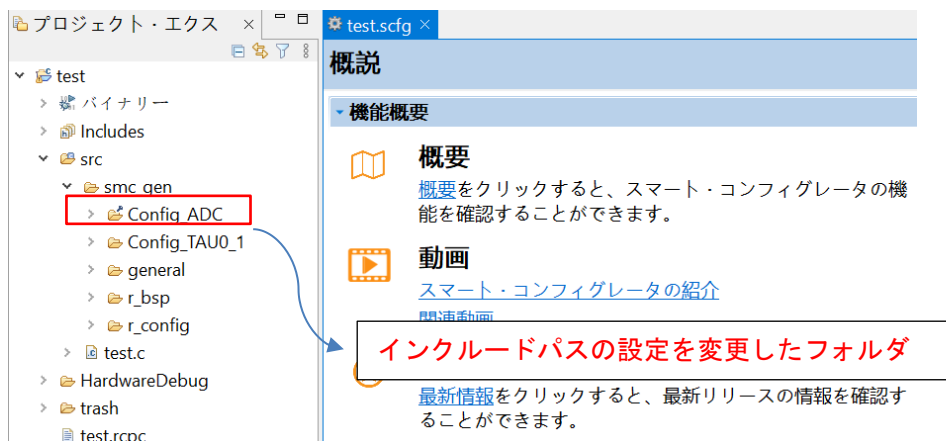 プロジェクト・エクス
test
バイナリー
Includes
src
smc_gen
Config_ADC
Config_TAU0_1
general
r_bsp
r_config
test.c
HardwareDebug
trash
test.rcpc
test.scfg
概説
機能概要
概要
概要をクリックすると、スマート・コンフィグレータの機
能を確認することができます。
動画
スマート・コンフィグレータの紹介
関連動画
インクルードパスの設定を変更したフォルダ
最新情報をクリックすると、最新リリースの情報を確認す
ることができます。